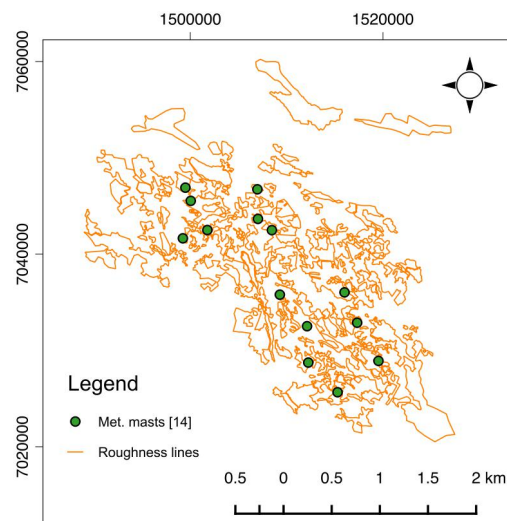 1500000 1520000
7060000
7040000
7020000
Legend
Met. masts [14]
Roughness lines
0.5 0 0.5 1 1.5 2 km